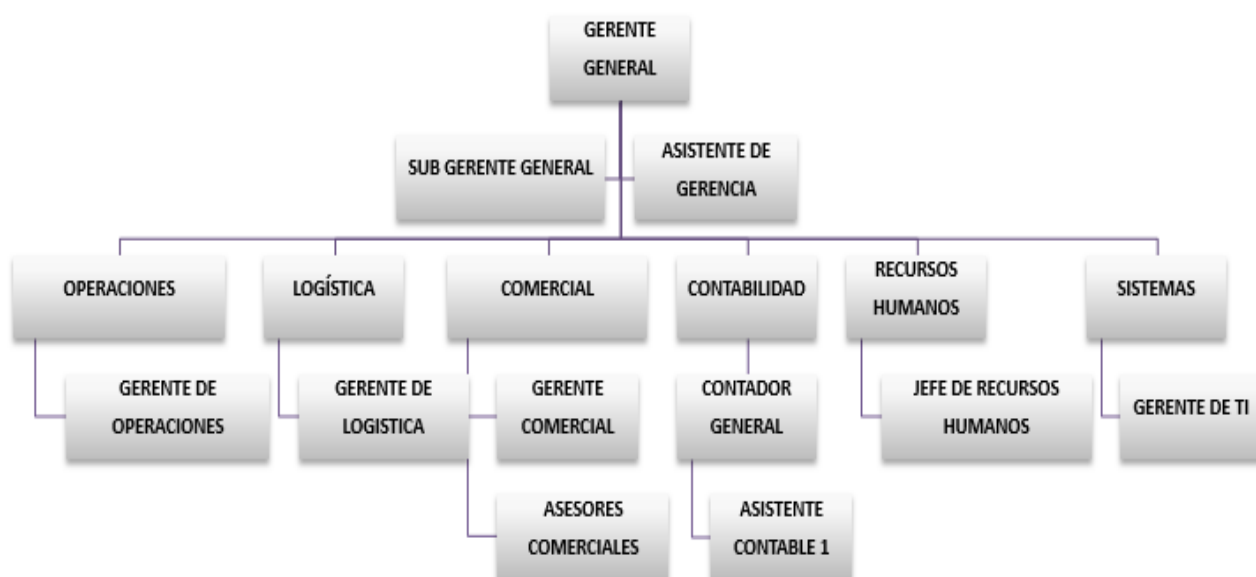 GERENTE
GENERAL
SUB GERENTE GENERAL
ASISTENTE DE
GERENCIA
OPERACIONES
LOGÍSTICA
COMERCIAL
CONTABILIDAD
RECURSOS
HUMANOS
SISTEMAS
GERENTE DE
OPERACIONES
GERENTE DE
LOGISTICA
GERENTE
COMERCIAL
CONTADOR
GENERAL
JEFE DE RECURSOS
HUMANOS
GERENTE DE TI
ASESORES
COMERCIALES
ASISTENTE
CONTABLE 1